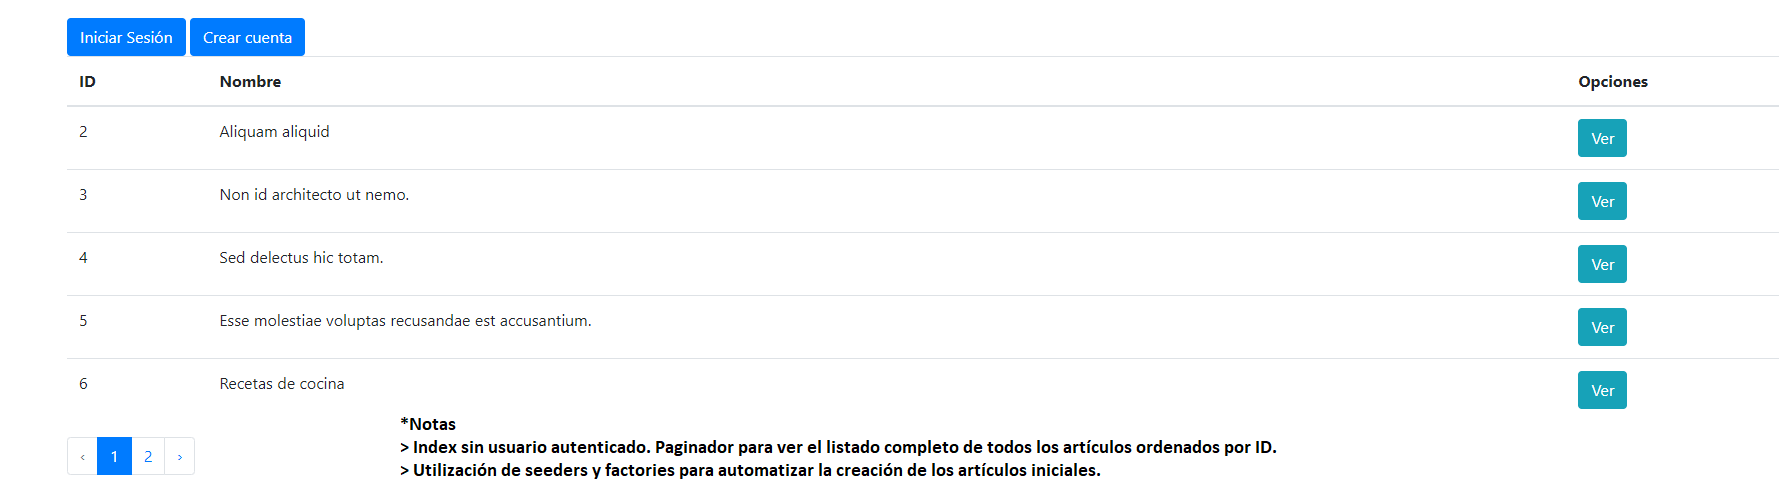 Iniciar Sesión Crear cuenta
ID Nombre Opciones
2 Aliquam aliquid Ver
3 Non id architecto ut nemo. Ver
4 Sed delectus hic totam. Ver
5 Esse molestiae voluptas recusandae est accusantium. Ver
6 Recetas de cocina Ver
*Notas
> Index sin usuario autenticado. Paginador para ver el listado completo de todos los artículos ordenados por ID.
‹ 1 2 ›
> Utilización de seeders y factories para automatizar la creación de los artículos iniciales.